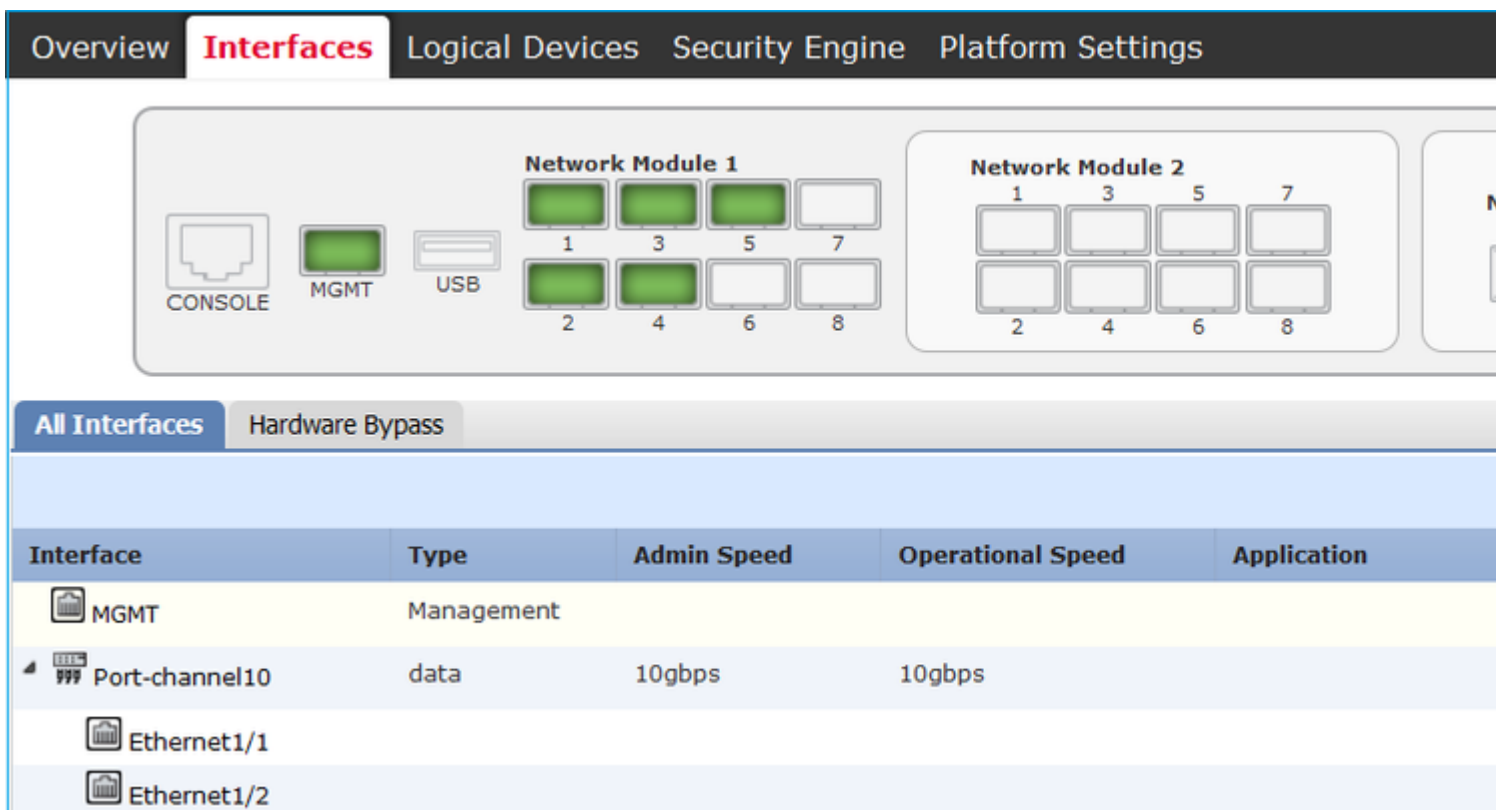 Overview Interfaces Logical Devices Security Engine Platform Settings
Network Module 1
1 3 5 7
2 4 6 8
CONSOLE MGMT USB
Network Module 2
1 3 5 7
2 4 6 8
All Interfaces Hardware Bypass
Interface Type Admin Speed Operational Speed Application
MGMT Management
Port-channel10 data 10gbps 10gbps
Ethernet1/1
Ethernet1/2